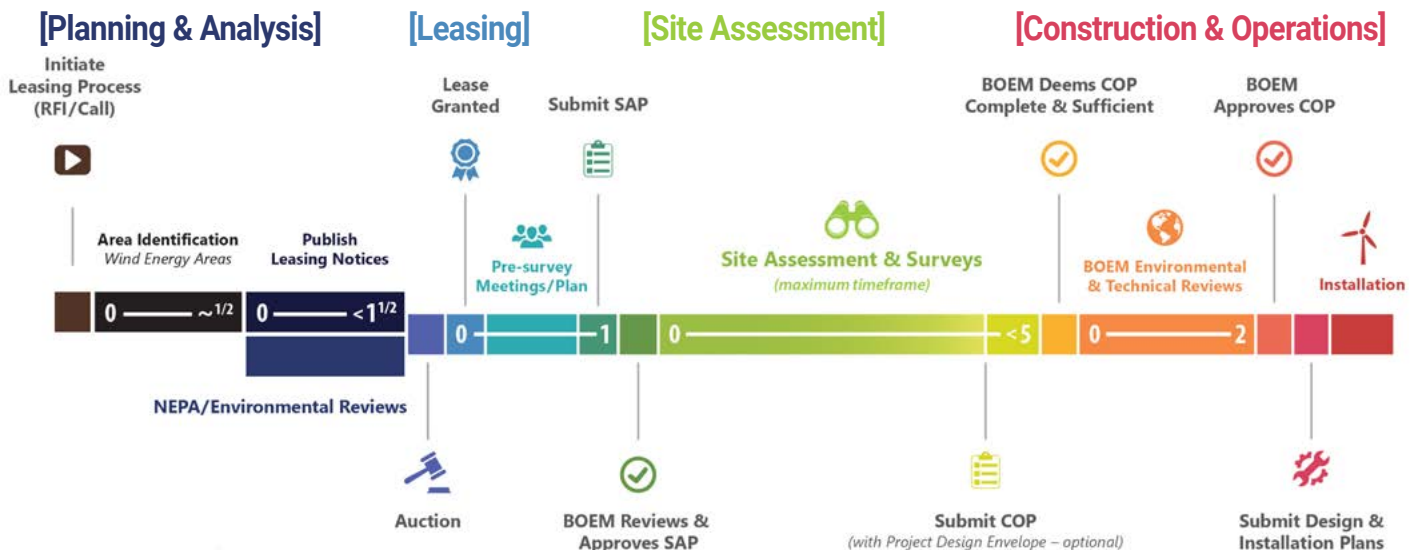 [Planning & Analysis]
[Leasing]
[Site Assessment]
[Construction & Operations]
Initiate
Leasing Process
(RFI/Call)
Lease
Granted
Submit SAP
BOEM Deems COP
Complete & Sufficient
BOEM
Approves COP
Area Identification
Wind Energy Areas
Publish
Leasing Notices
Pre-survey
Meetings/Plan
Site Assessment & Surveys
(maximum timeframe)
BOEM Environmental
& Technical Reviews
Installation
0 ~1/2
0 <1 1/2
0 1
0 <5
0 2
NEPA/Environmental Reviews
Auction
BOEM Reviews &
Approves SAP
Submit COP
(with Project Design Envelope – optional)
Submit Design &
Installation Plans